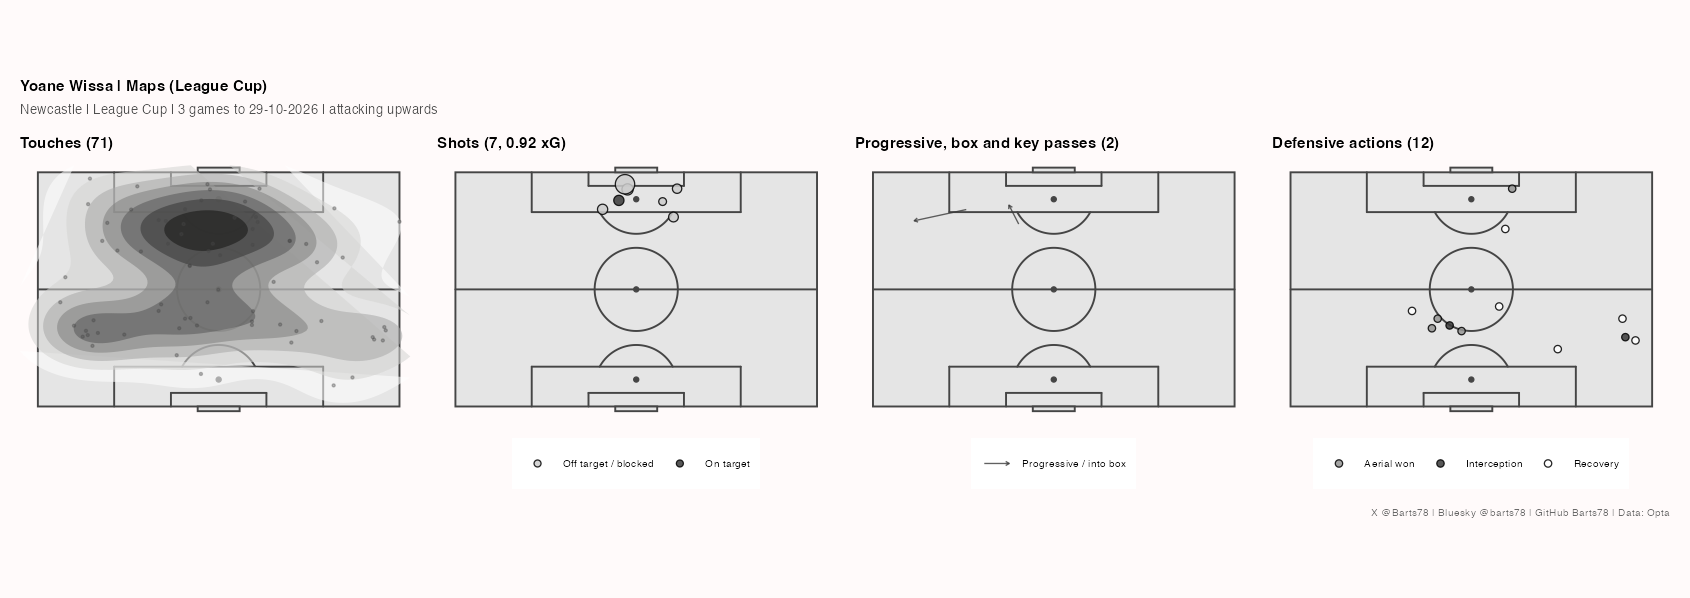 Yoane Wissa | Maps (League Cup)
Newcastle | League Cup | 3 games to 29-10-2026 | attacking upwards
Touches (71)
Shots (7, 0.92 xG)
Progressive, box and key passes (2)
Defensive actions (12)
Off target / blocked
On target
Progressive / into box
Aerial won
Interception
Recovery
X @Barts78 | Bluesky @barts78 | GitHub Barts78 | Data: Opta